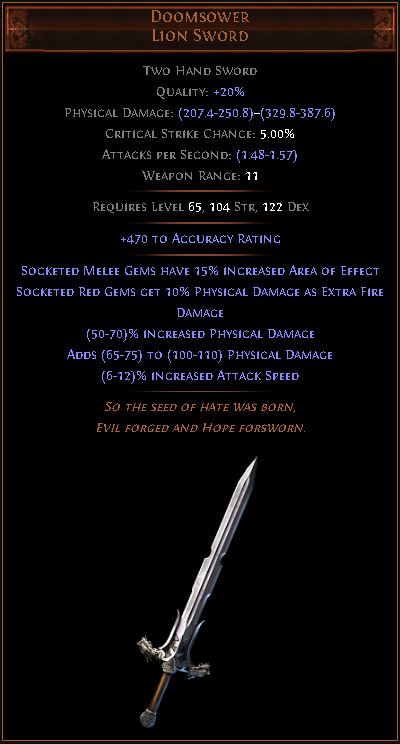 Doomsower
Lion Sword
Two Hand Sword
Quality: +20%
Physical Damage: (207.4-250.8)–(329.8-387.6)
Critical Strike Chance: 5.00%
Attacks per Second: (1.48-1.57)
Weapon Range: 11
Requires Level 65, 104 Str, 122 Dex
+470 to Accuracy Rating
Socketed Melee Gems have 15% increased Area of Effect
Socketed Red Gems get 10% Physical Damage as Extra Fire
Damage
(50-70)% increased Physical Damage
Adds (65-75) to (100-110) Physical Damage
(6-12)% increased Attack Speed
So the seed of hate was born,
Evil forged and Hope forsworn.